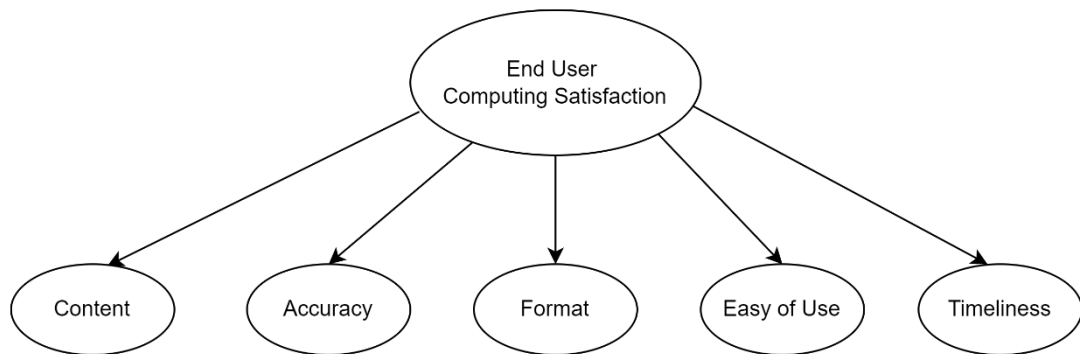 End User
Computing Satisfaction
Content
Accuracy
Format
Easy of Use
Timeliness